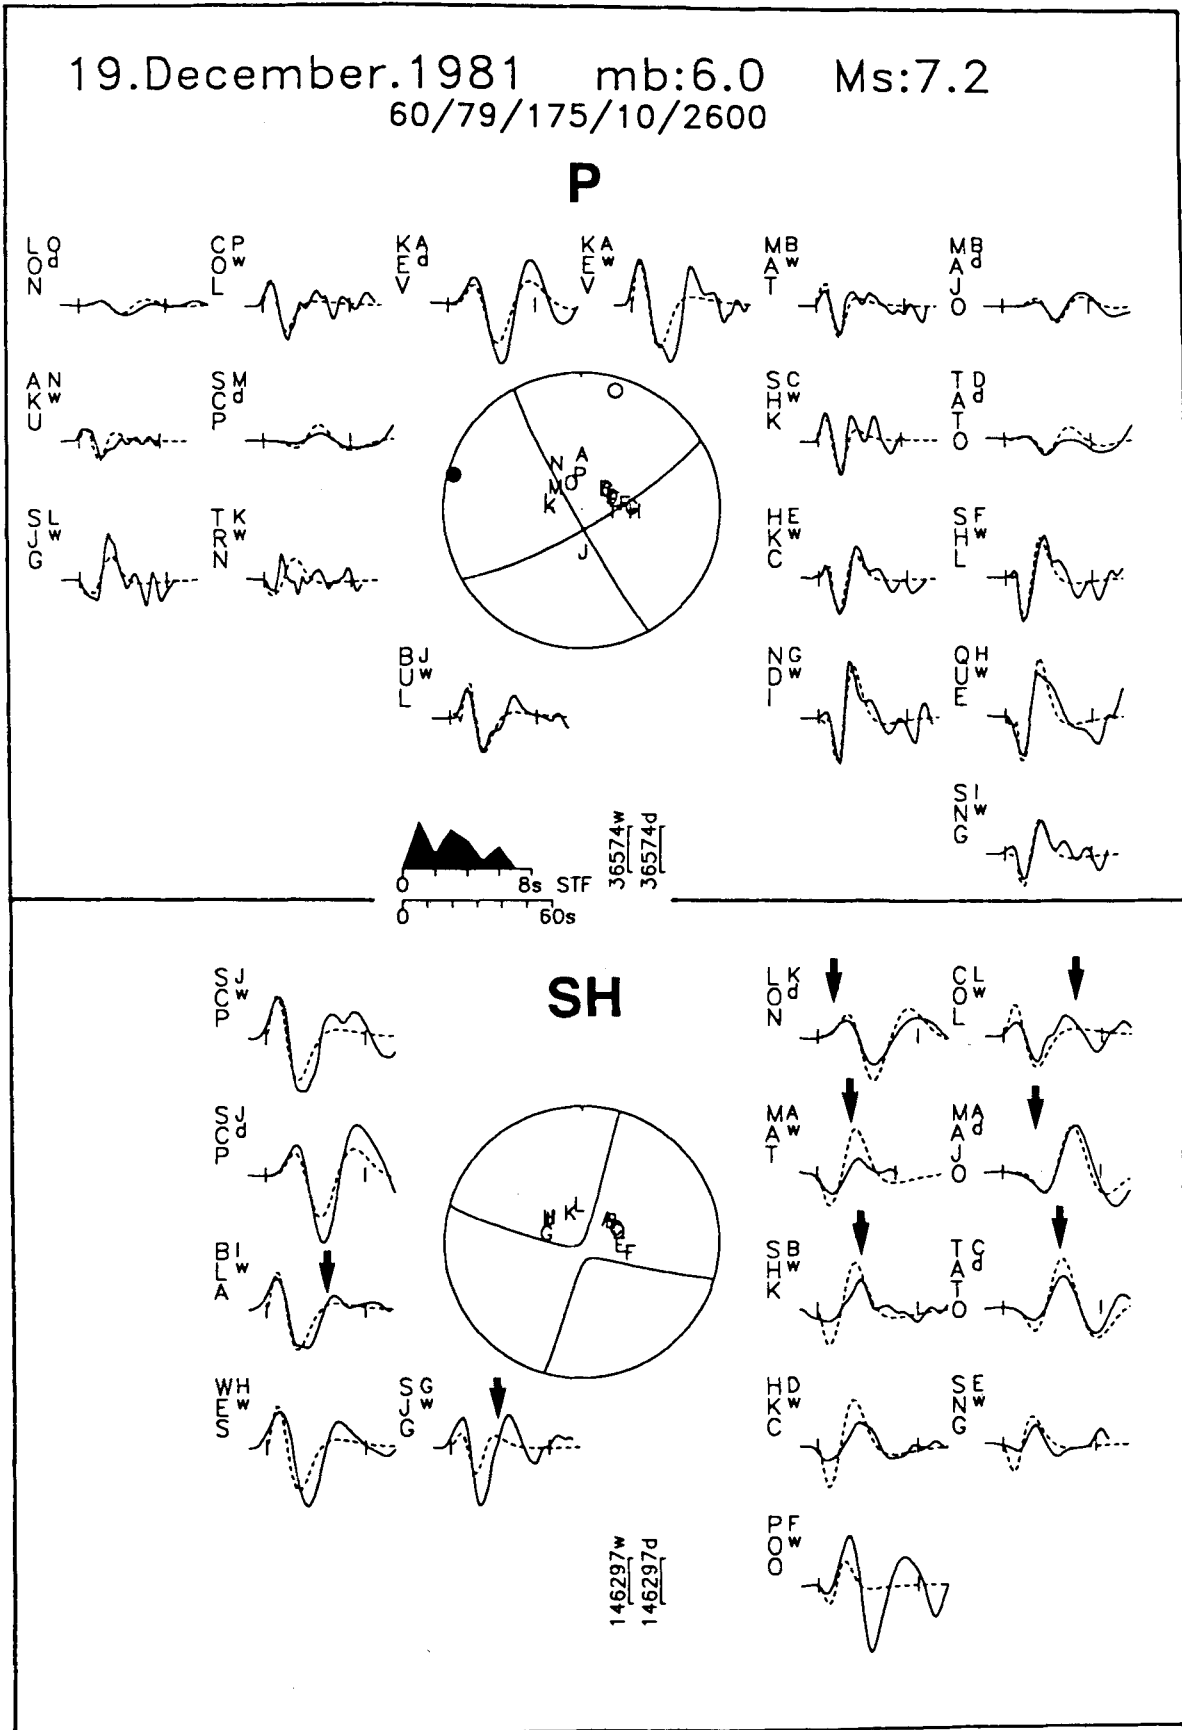 19.December.1981 mb:6.0 Ms:7.2
60/79/175/10/2600
P
LON O d
COL P w
KEV A d
KEV A w
MAT B w
MAJO B d
AKU N w
SCP M d
SHK C w
TATO D d
SJG L w
TRN K w
HKC E w
SHL F w
BUL J w
NDI G w
QUE H w
SNG I w
N A
P
M O
K
J
0 8s STF
0 60s
36574w
36574d
SH
SCP J w
LON K d
COL L w
SCP J d
MAT A w
MAJO A d
BLA I w
SHK B w
TATO C d
WES H w
SJG G w
HKC D w
SNG E w
POO F w
K L
G
E F
146297w
146297d